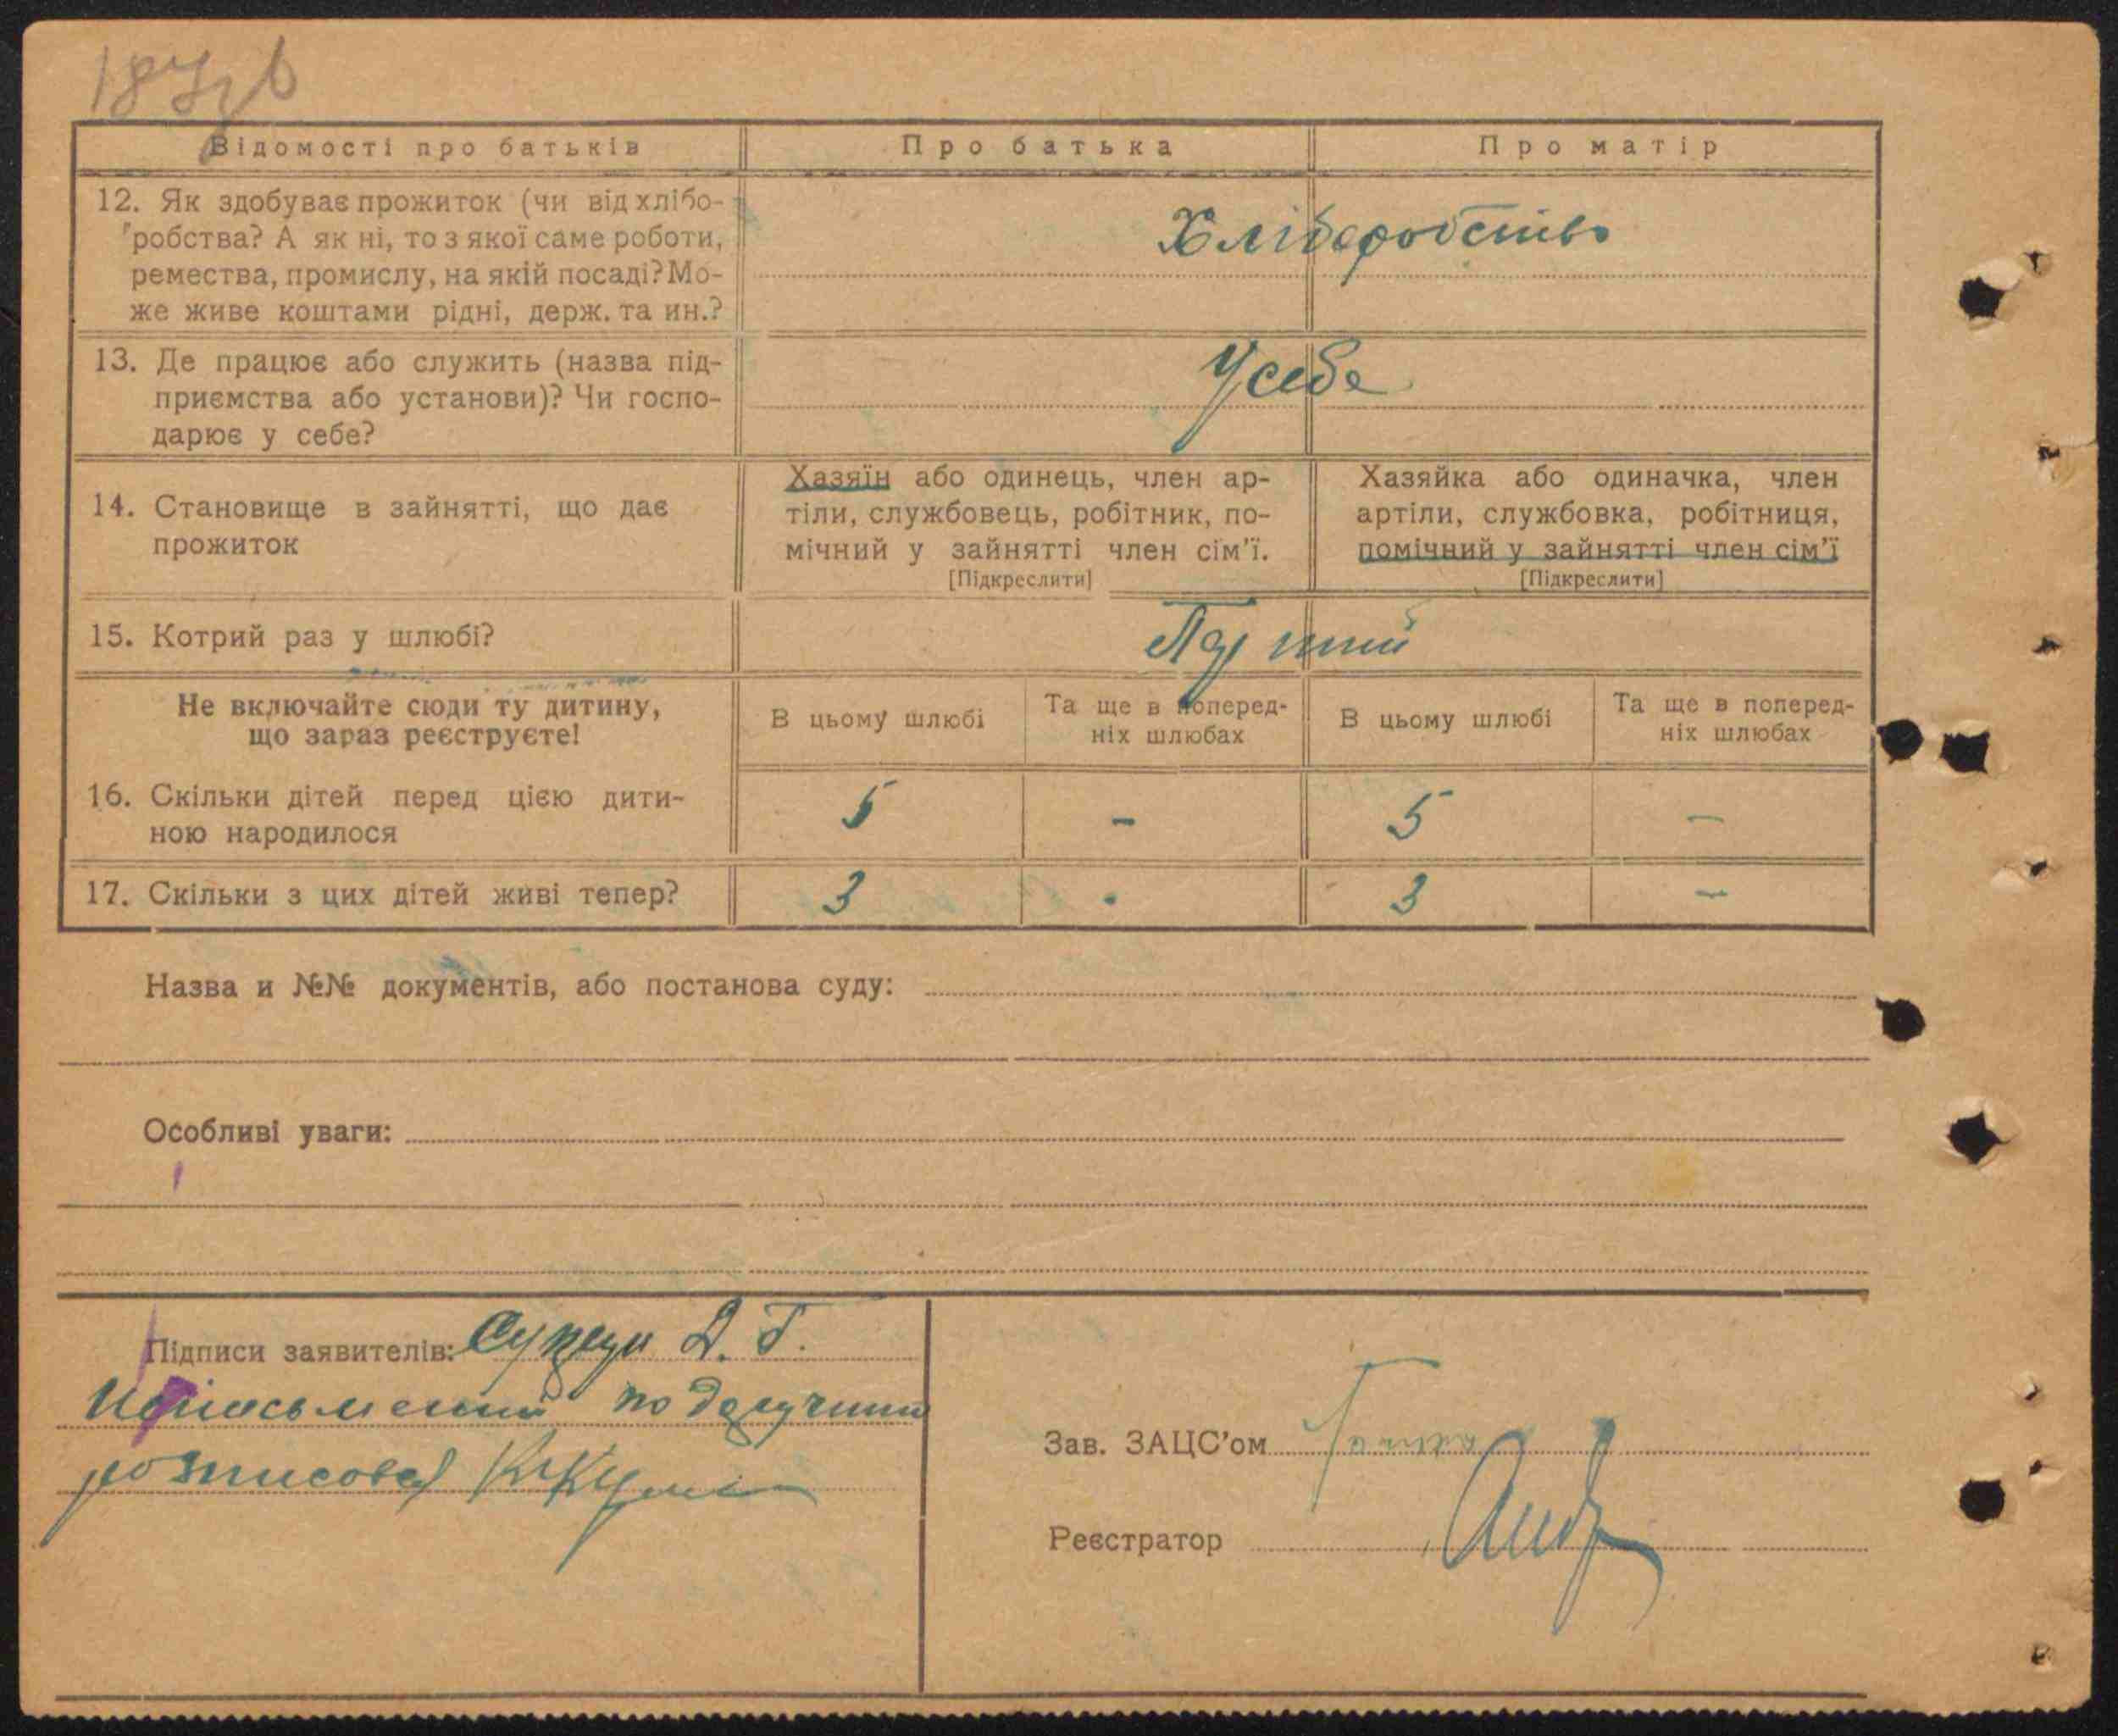 187зв
Відомості про батьків
Про батька
Про матір
12. Як здобуває прожиток (чи від хлібо-
робства? А як ні, то з якої саме роботи,
ремества, промислу, на якій посаді? Мо-
же живе коштами рідні, держ. та ин.?
Хліборобство
13. Де працює або служить (назва під-
приємства або установи)? Чи госпо-
дарює у себе?
У себе
14. Становище в зайнятті, що дає
прожиток
Хазяїн або одинець, член ар-
тіли, службовець, робітник, по-
мічний у зайнятті член сім'ї.
[Підкреслити]
Хазяйка або одиначка, член
артіли, службовка, робітниця,
помічний у зайнятті член сім'ї
[Підкреслити]
15. Котрий раз у шлюбі?
Не включайте сюди ту дитину,
що зараз реєструєте!
В цьому шлюбі
Та ще в поперед-
ніх шлюбах
В цьому шлюбі
Та ще в поперед-
ніх шлюбах
16. Скільки дітей перед цією дити-
ною народилося
5 - 5 -
17. Скільки з цих дітей живі тепер?
3 - 3 -
Назва и №№ документів, або постанова суду:
Особливі уваги:
Підписи заявителів: Д. Г.
по
розписовсь
Зав. ЗАЦС'ом
Реєстратор